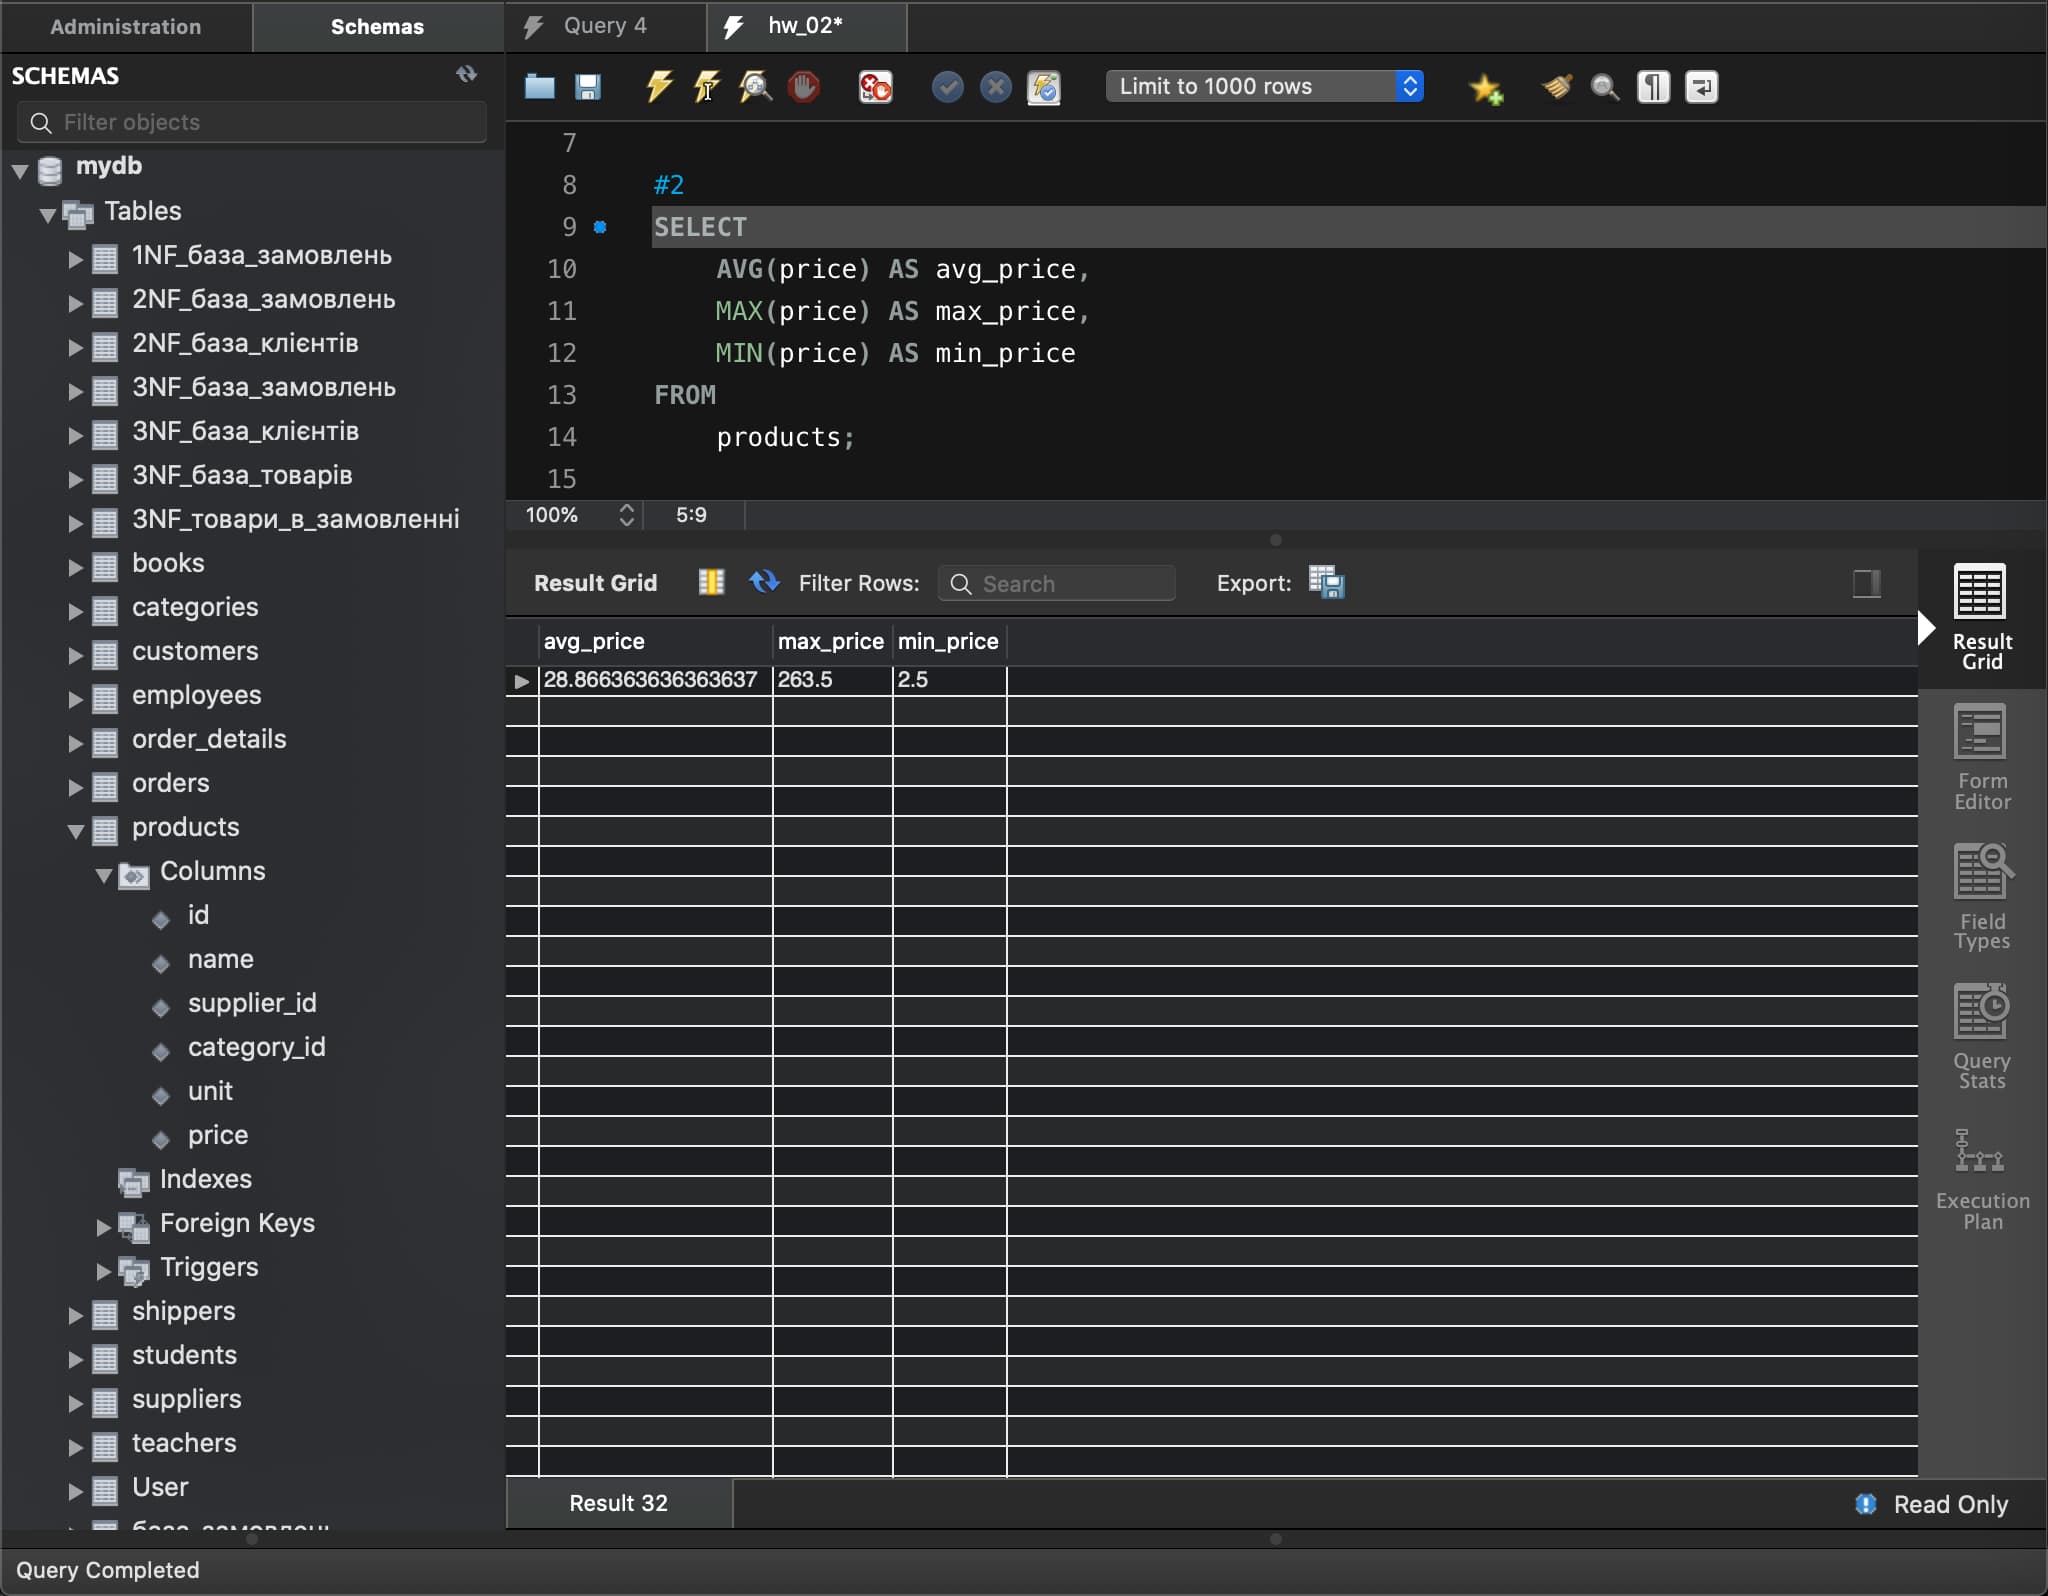 Administration
Schemas
SCHEMAS
Filter objects
mydb
Tables
1NF_база_замовлень
2NF_база_замовлень
2NF_база_клієнтів
3NF_база_замовлень
3NF_база_клієнтів
3NF_база_товарів
3NF_товари_в_замовленні
books
categories
customers
employees
order_details
orders
products
Columns
id
name
supplier_id
category_id
unit
price
Indexes
Foreign Keys
Triggers
shippers
students
suppliers
teachers
User
база_замовлень
Query 4
hw_02*
Limit to 1000 rows
7
8 #2
9 SELECT
10 AVG(price) AS avg_price,
11 MAX(price) AS max_price,
12 MIN(price) AS min_price
13 FROM
14 products;
15
100% 5:9
Result Grid
Filter Rows:
Search
Export:
avg_price max_price min_price
28.866363636363637 263.5 2.5
Result
Grid
Form
Editor
Field
Types
Query
Stats
Execution
Plan
Result 32
Read Only
Query Completed